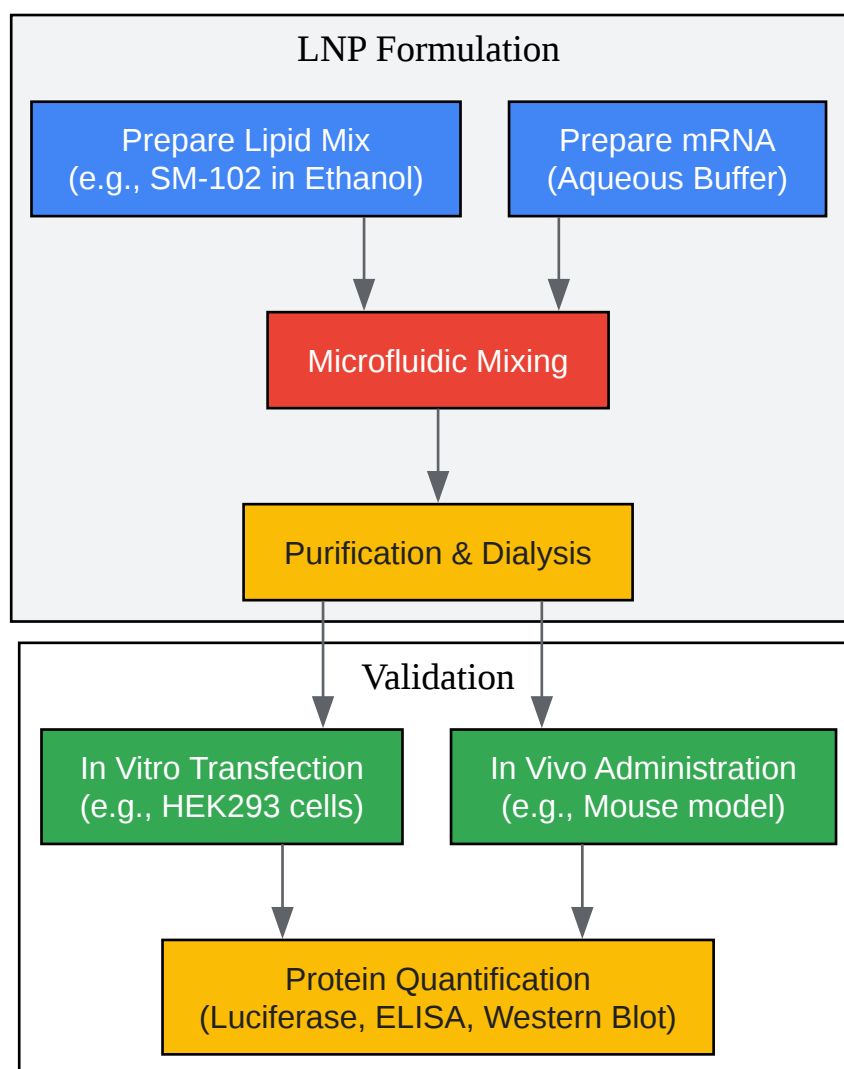 LNP Formulation
Prepare Lipid Mix
(e.g., SM-102 in Ethanol)
Prepare mRNA
(Aqueous Buffer)
Microfluidic Mixing
Purification & Dialysis
Validation
In Vitro Transfection
(e.g., HEK293 cells)
In Vivo Administration
(e.g., Mouse model)
Protein Quantification
(Luciferase, ELISA, Western Blot)